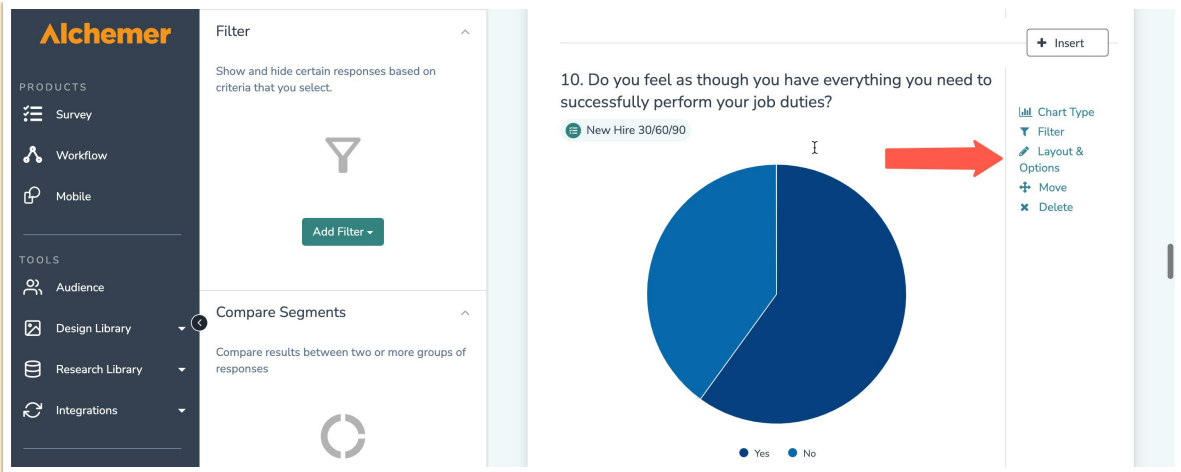 Alchemer
PRODUCTS
Survey
Workflow
Mobile
TOOLS
Audience
Design Library
Research Library
Integrations
Filter
Show and hide certain responses based on
criteria that you select.
Add Filter
Compare Segments
Compare results between two or more groups of
responses
+ Insert
10. Do you feel as though you have everything you need to
successfully perform your job duties?
New Hire 30/60/90
Yes
No
Chart Type
Filter
Layout &
Options
Move
Delete